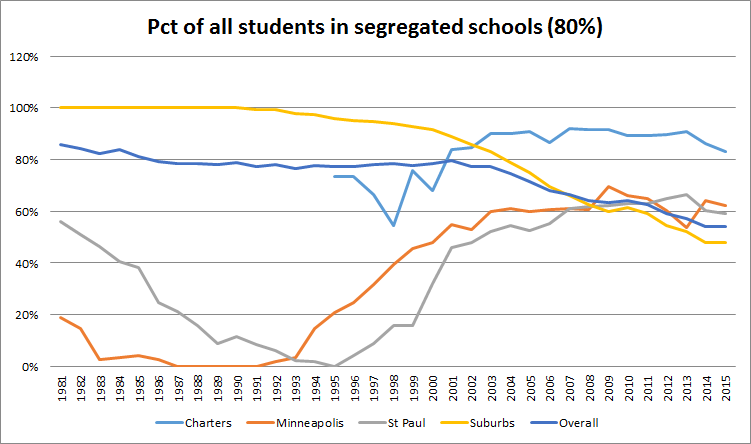 Pct of all students in segregated schools (80%)
120%
100%
80%
60%
40%
20%
0%
1981 1982 1983 1984 1985 1986 1987 1988 1989 1990 1991 1992 1993 1994 1995 1996 1997 1998 1999 2000 2001 2002 2003 2004 2005 2006 2007 2008 2009 2010 2011 2012 2013 2014 2015
Charters Minneapolis St Paul Suburbs Overall